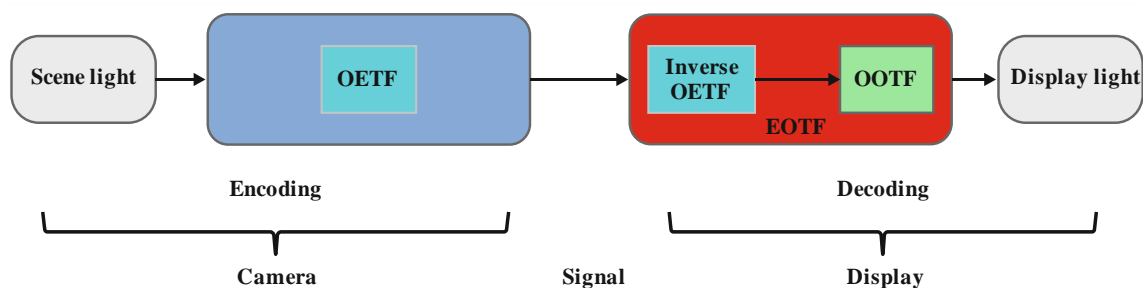 Scene light
OETF
Inverse
OETF
OOTF
EOTF
Display light
Encoding
Decoding
Camera
Signal
Display